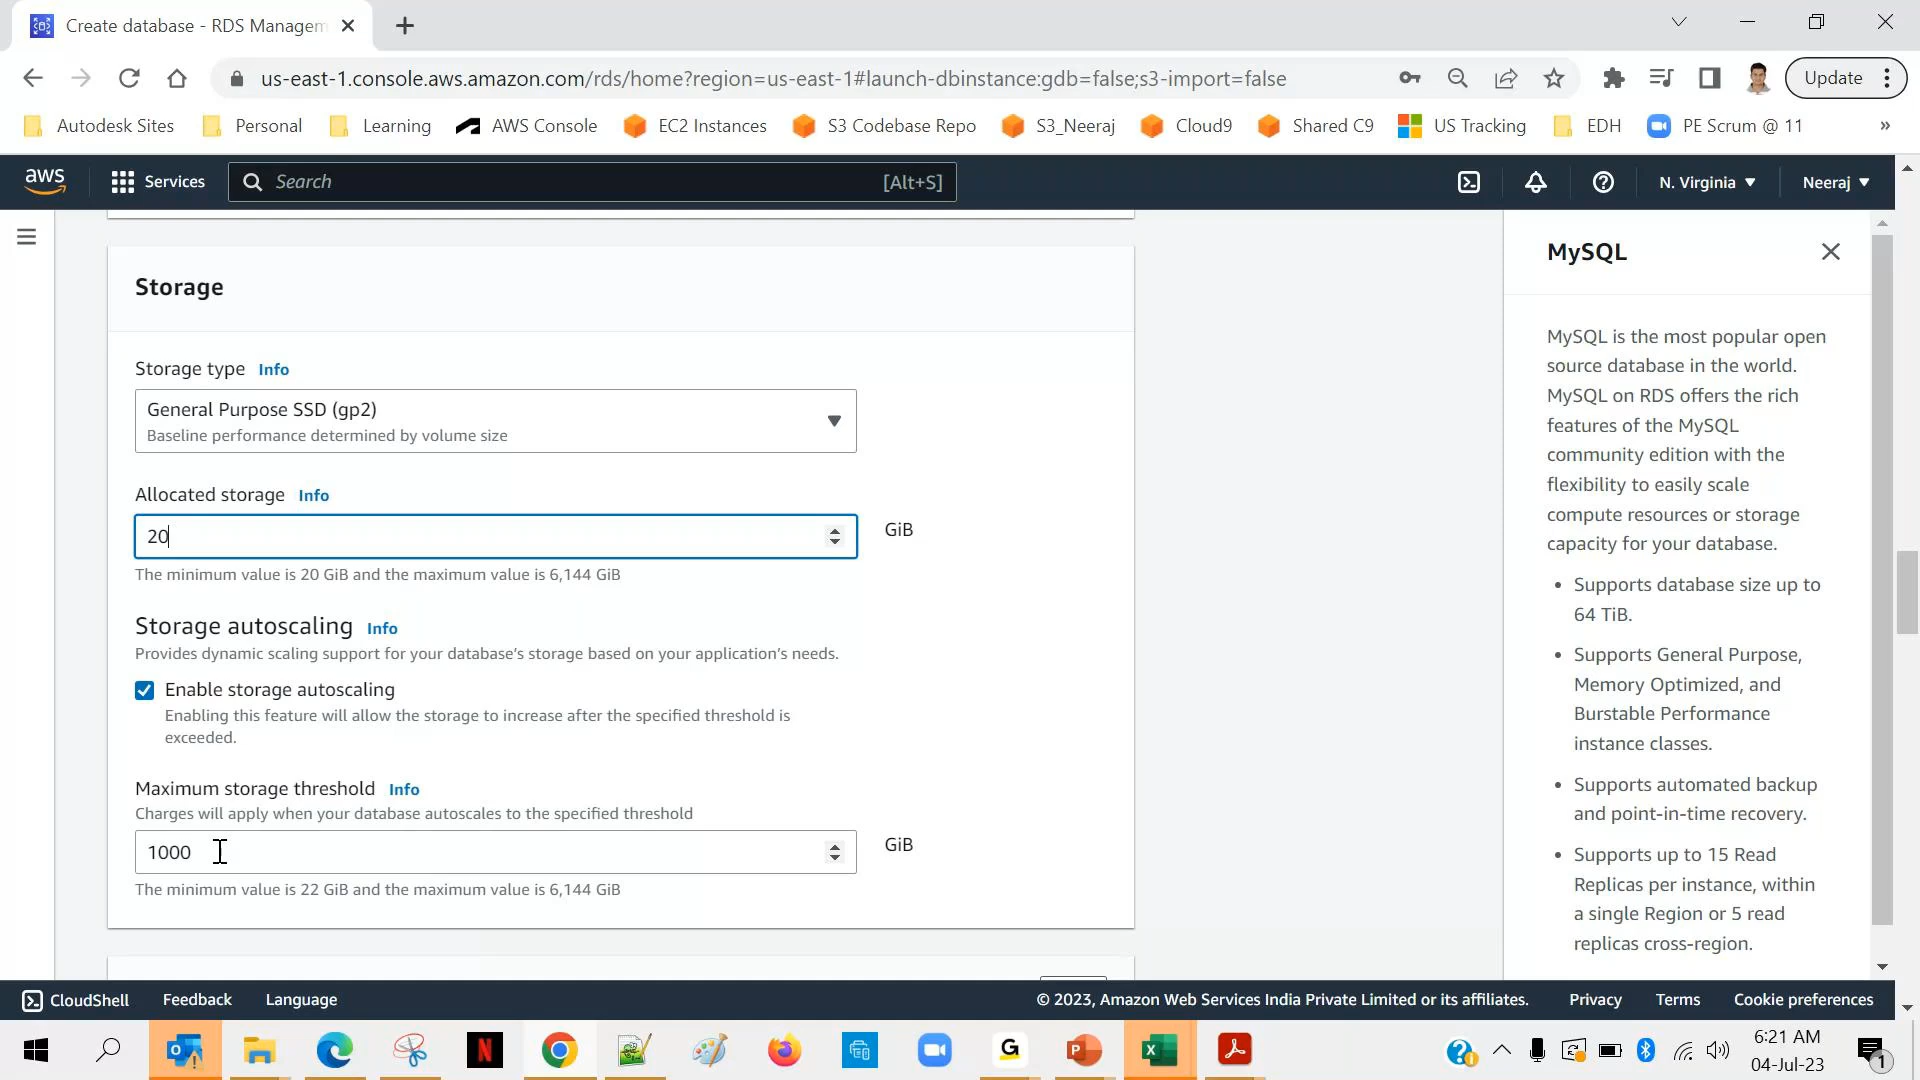 Create database - RDS Managem
us-east-1.console.aws.amazon.com/rds/home?region=us-east-1#launch-dbinstance:gdb=false;s3-import=false
Update
Autodesk Sites
Personal
Learning
AWS Console
EC2 Instances
S3 Codebase Repo
S3_Neeraj
Cloud9
Shared C9
US Tracking
EDH
PE Scrum @ 11
»
aws
Services
Search
[Alt+S]
N. Virginia
Neeraj
Storage
Storage type Info
General Purpose SSD (gp2)
Baseline performance determined by volume size
Allocated storage Info
20
GiB
The minimum value is 20 GiB and the maximum value is 6,144 GiB
Storage autoscaling Info
Provides dynamic scaling support for your database's storage based on your application's needs.
Enable storage autoscaling
Enabling this feature will allow the storage to increase after the specified threshold is
exceeded.
Maximum storage threshold Info
Charges will apply when your database autoscales to the specified threshold
1000
GiB
The minimum value is 22 GiB and the maximum value is 6,144 GiB
MySQL
MySQL is the most popular open
source database in the world.
MySQL on RDS offers the rich
features of the MySQL
community edition with the
flexibility to easily scale
compute resources or storage
capacity for your database.
• Supports database size up to
64 TiB.
• Supports General Purpose,
Memory Optimized, and
Burstable Performance
instance classes.
• Supports automated backup
and point-in-time recovery.
• Supports up to 15 Read
Replicas per instance, within
a single Region or 5 read
replicas cross-region.
CloudShell
Feedback
Language
© 2023, Amazon Web Services India Private Limited or its affiliates.
Privacy
Terms
Cookie preferences
N
G
P
X
6:21 AM
04-Jul-23
1